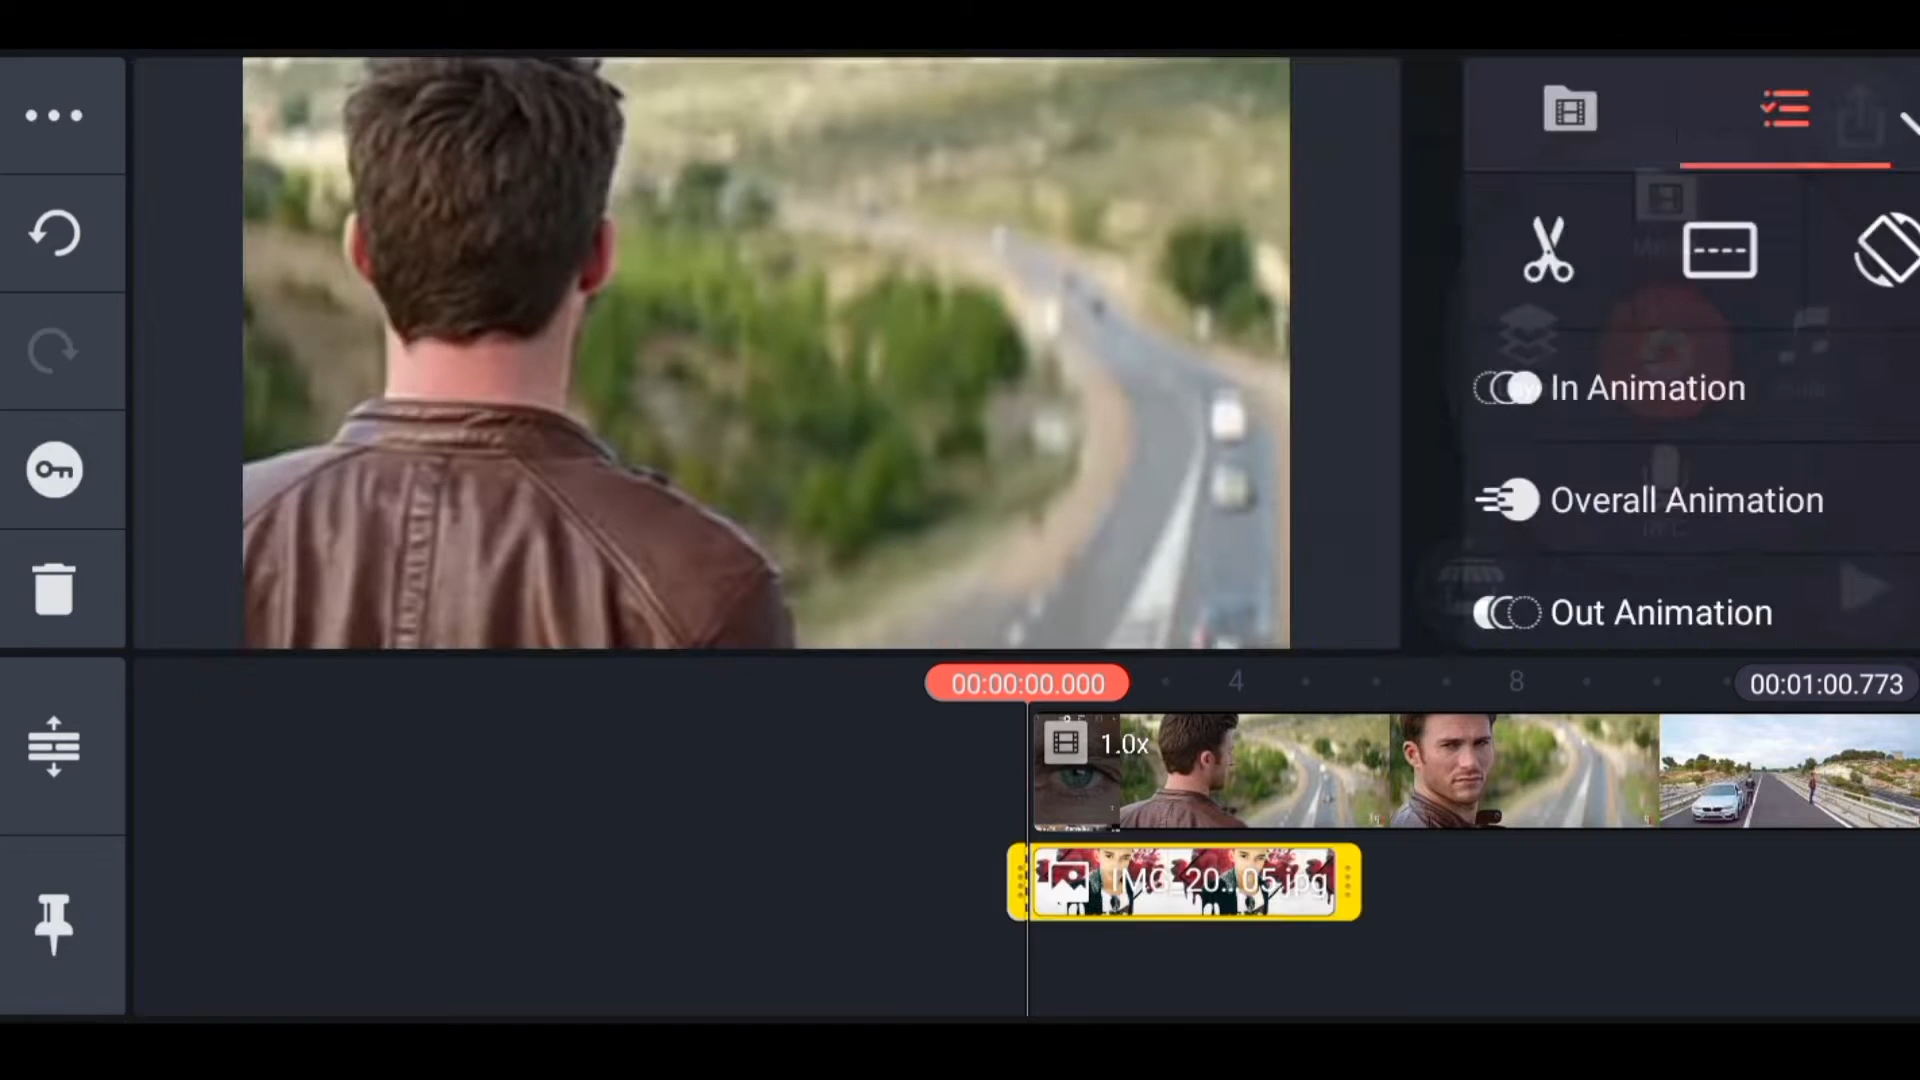 In Animation
Overall Animation
Out Animation
00:00:00.000
4
8
00:01:00.773
1.0x
IMG_20...05.jpg